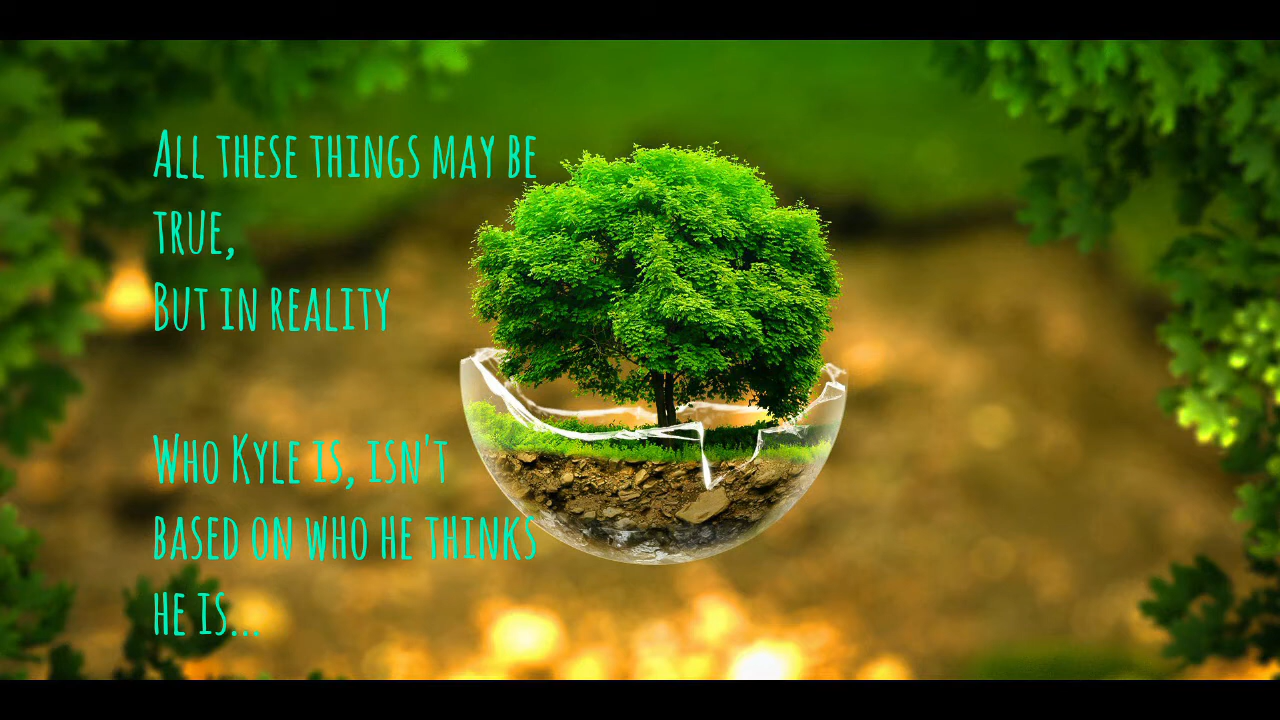 All these things may be
true,
But in reality
Who Kyle is, isn't
based on who he thinks
he is...